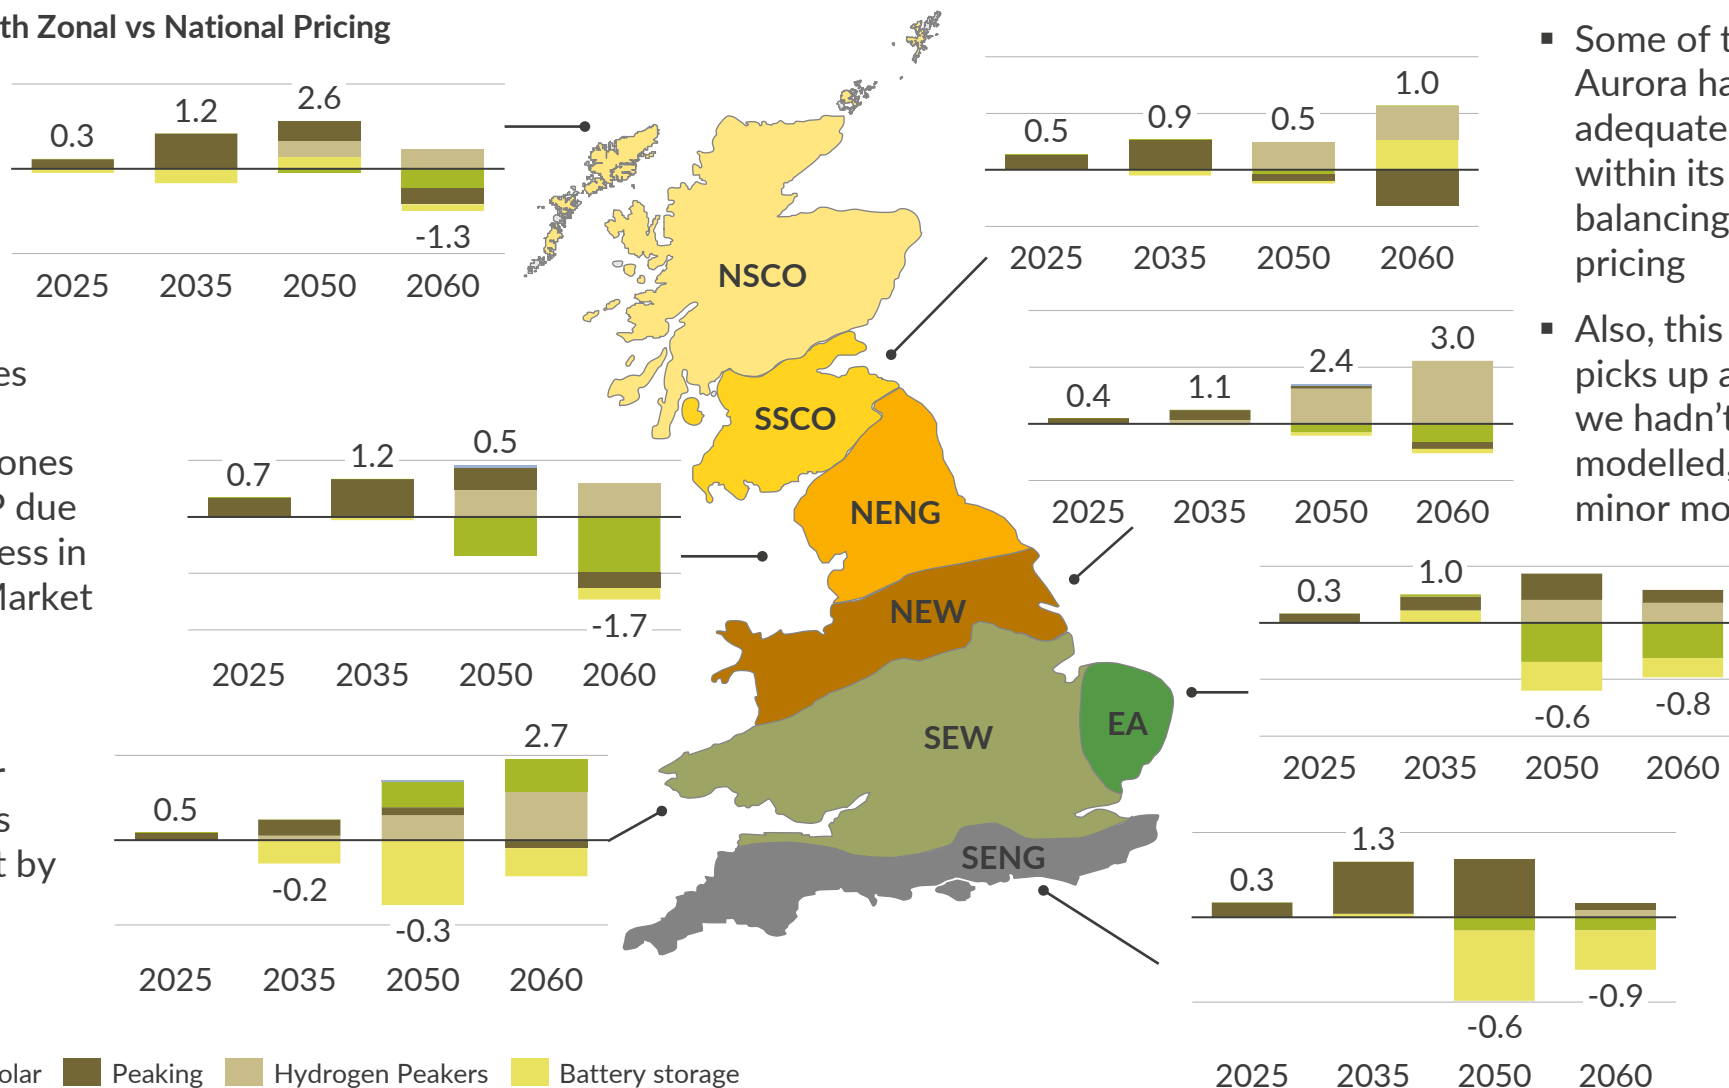 th Zonal vs National Pricing
0.3
1.2
2.6
-1.3
2025 2035 2050 2060
0.5
0.9
0.5
1.0
2025 2035 2050 2060
▪ Some of t
Aurora ha
adequate
within its
balancing
pricing
▪ Also, this
picks up a
we hadn't
modelled,
minor mo
0.4
1.1
2.4
3.0
2025 2035 2050 2060
es
ones
P due
ess in
Market
0.7
1.2
0.5
-1.7
2025 2035 2050 2060
0.3
1.0
-0.6
-0.8
2025 2035 2050 2060
r
s
t by
0.5
-0.2
-0.3
2.7
2025 2035 2050 2060
0.3
1.3
-0.6
-0.9
2025 2035 2050 2060
NSCO
SSCO
NENG
NEW
SEW
EA
SENG
olar Peaking Hydrogen Peakers Battery storage